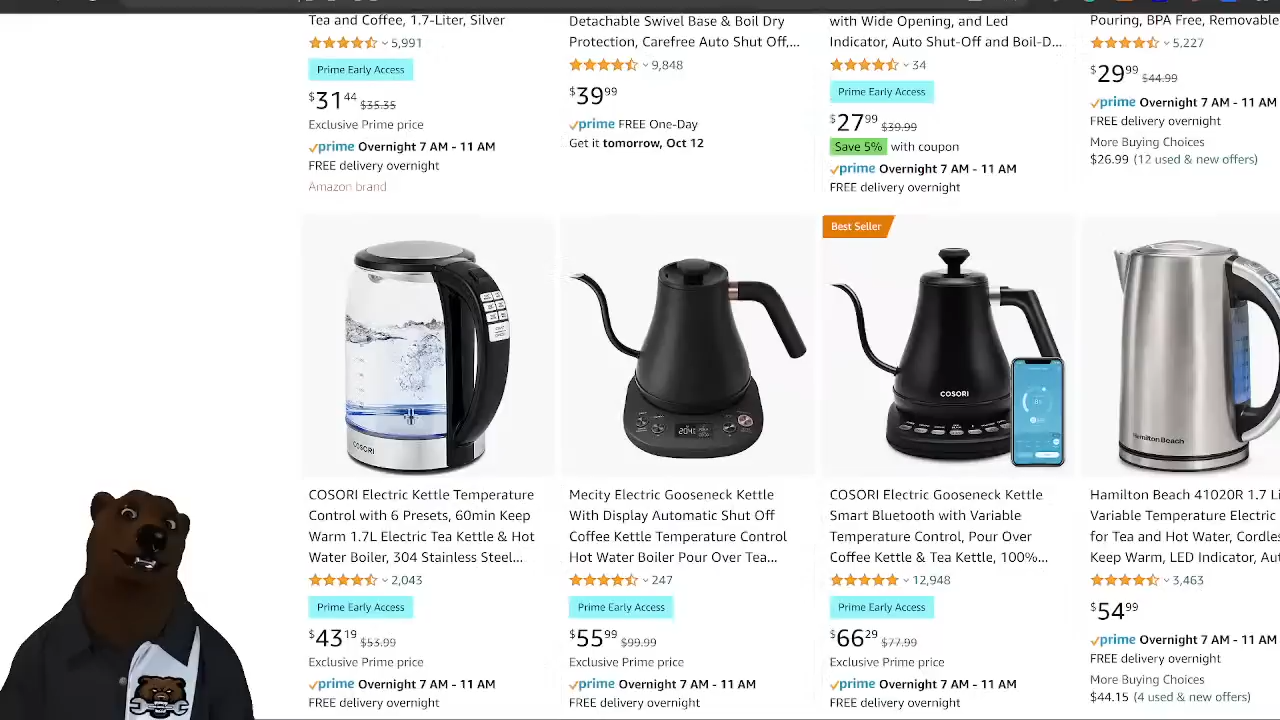 Tea and Coffee, 1.7-Liter, Silver
5,991
Prime Early Access
$31 44 $35.35
Exclusive Prime price
prime Overnight 7 AM - 11 AM
FREE delivery overnight
Amazon brand
Detachable Swivel Base & Boil Dry
Protection, Carefree Auto Shut Off,...
9,848
$39 99
prime FREE One-Day
Get it tomorrow, Oct 12
with Wide Opening, and Led
Indicator, Auto Shut-Off and Boil-D...
34
Prime Early Access
$27 99 $39.99
Save 5% with coupon
prime Overnight 7 AM - 11 AM
FREE delivery overnight
Pouring, BPA Free, Removable
5,227
$29 99 $44.99
prime Overnight 7 AM - 11 AM
FREE delivery overnight
More Buying Choices
$26.99 (12 used & new offers)
COSORI
Best Seller
COSORI
Hamilton Beach
COSORI Electric Kettle Temperature
Control with 6 Presets, 60min Keep
Warm 1.7L Electric Tea Kettle & Hot
Water Boiler, 304 Stainless Steel...
2,043
Prime Early Access
$43 19 $53.99
Exclusive Prime price
prime Overnight 7 AM - 11 AM
FREE delivery overnight
Mecity Electric Gooseneck Kettle
With Display Automatic Shut Off
Coffee Kettle Temperature Control
Hot Water Boiler Pour Over Tea...
247
Prime Early Access
$55 99 $99.99
Exclusive Prime price
prime Overnight 7 AM - 11 AM
FREE delivery overnight
COSORI Electric Gooseneck Kettle
Smart Bluetooth with Variable
Temperature Control, Pour Over
Coffee Kettle & Tea Kettle, 100%...
12,948
Prime Early Access
$66 29 $77.99
Exclusive Prime price
prime Overnight 7 AM - 11 AM
FREE delivery overnight
Hamilton Beach 41020R 1.7 Li
Variable Temperature Electric
for Tea and Hot Water, Cordles
Keep Warm, LED Indicator, Au
3,463
$54 99
prime Overnight 7 AM - 11 AM
FREE delivery overnight
More Buying Choices
$44.15 (4 used & new offers)